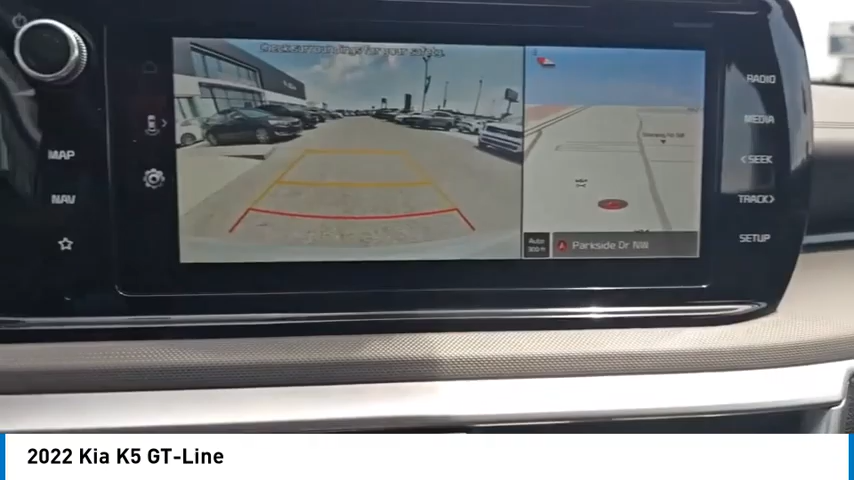 Check surroundings for your safety.
MAP
NAV
RADIO
MEDIA
< SEEK
TRACK >
SETUP
Auto
Parkside Dr NW
2022 Kia K5 GT-Line